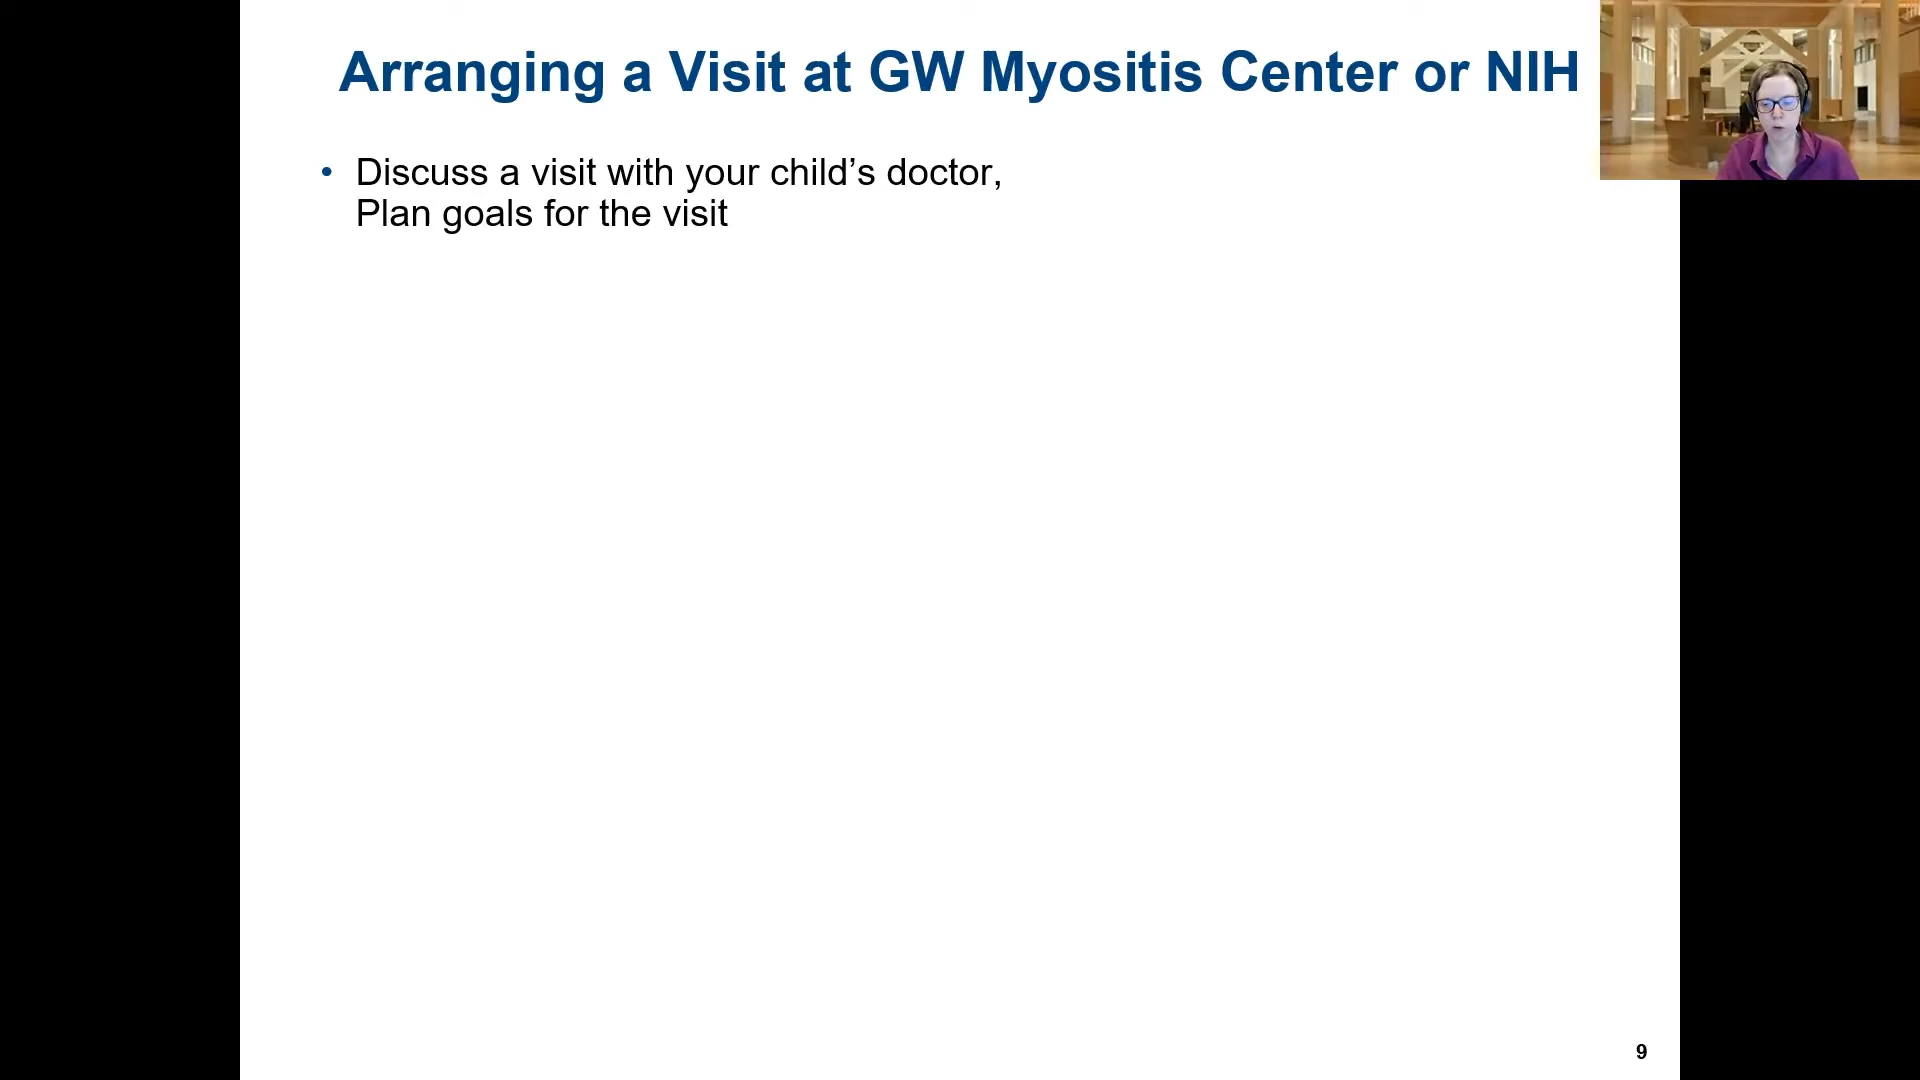 Arranging a Visit at GW Myositis Center or NIH
• Discuss a visit with your child’s doctor,
Plan goals for the visit
9